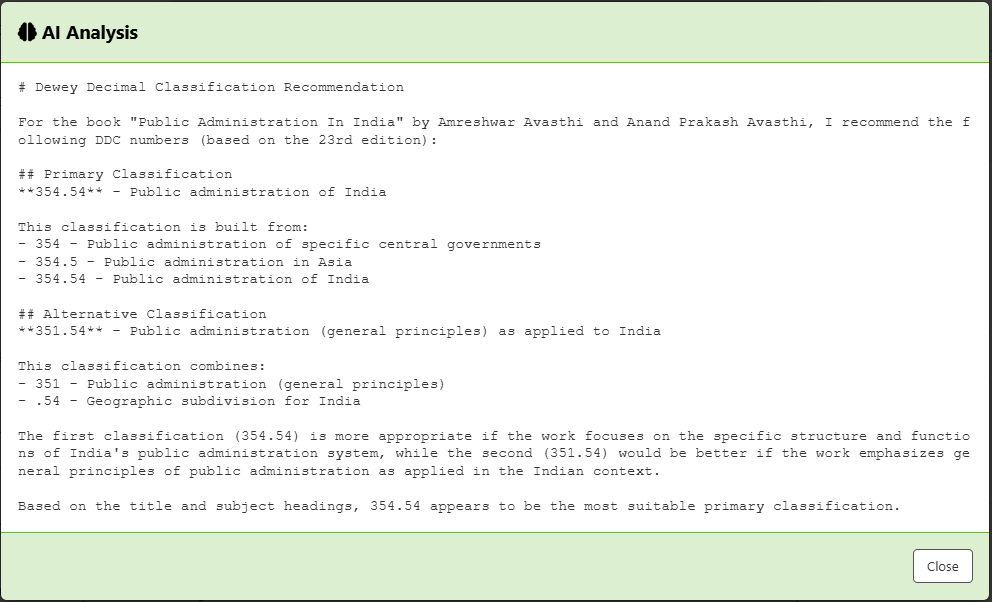 AI Analysis
# Dewey Decimal Classification Recommendation
For the book "Public Administration In India" by Amreshwar Avasthi and Anand Prakash Avasthi, I recommend the f
ollowing DDC numbers (based on the 23rd edition):
## Primary Classification
**354.54** - Public administration of India
This classification is built from:
- 354 - Public administration of specific central governments
- 354.5 - Public administration in Asia
- 354.54 - Public administration of India
## Alternative Classification
**351.54** - Public administration (general principles) as applied to India
This classification combines:
- 351 - Public administration (general principles)
- .54 - Geographic subdivision for India
The first classification (354.54) is more appropriate if the work focuses on the specific structure and functio
ns of India's public administration system, while the second (351.54) would be better if the work emphasizes ge
neral principles of public administration as applied in the Indian context.
Based on the title and subject headings, 354.54 appears to be the most suitable primary classification.
Close